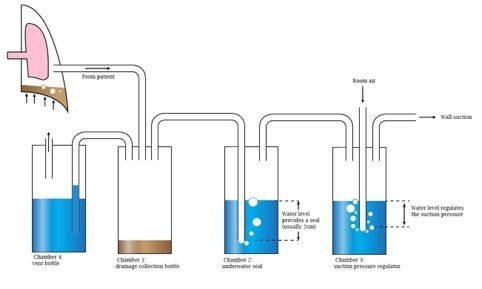 From patient
Room air
Wall suction
Water level
provides a seal
(usually 2cm)
Water level regulates
the suction pressure
Chamber 4:
vent bottle
Chamber 1:
drainage collection bottle
Chamber 2:
underwater seal
Chamber 3:
suction pressure regulator